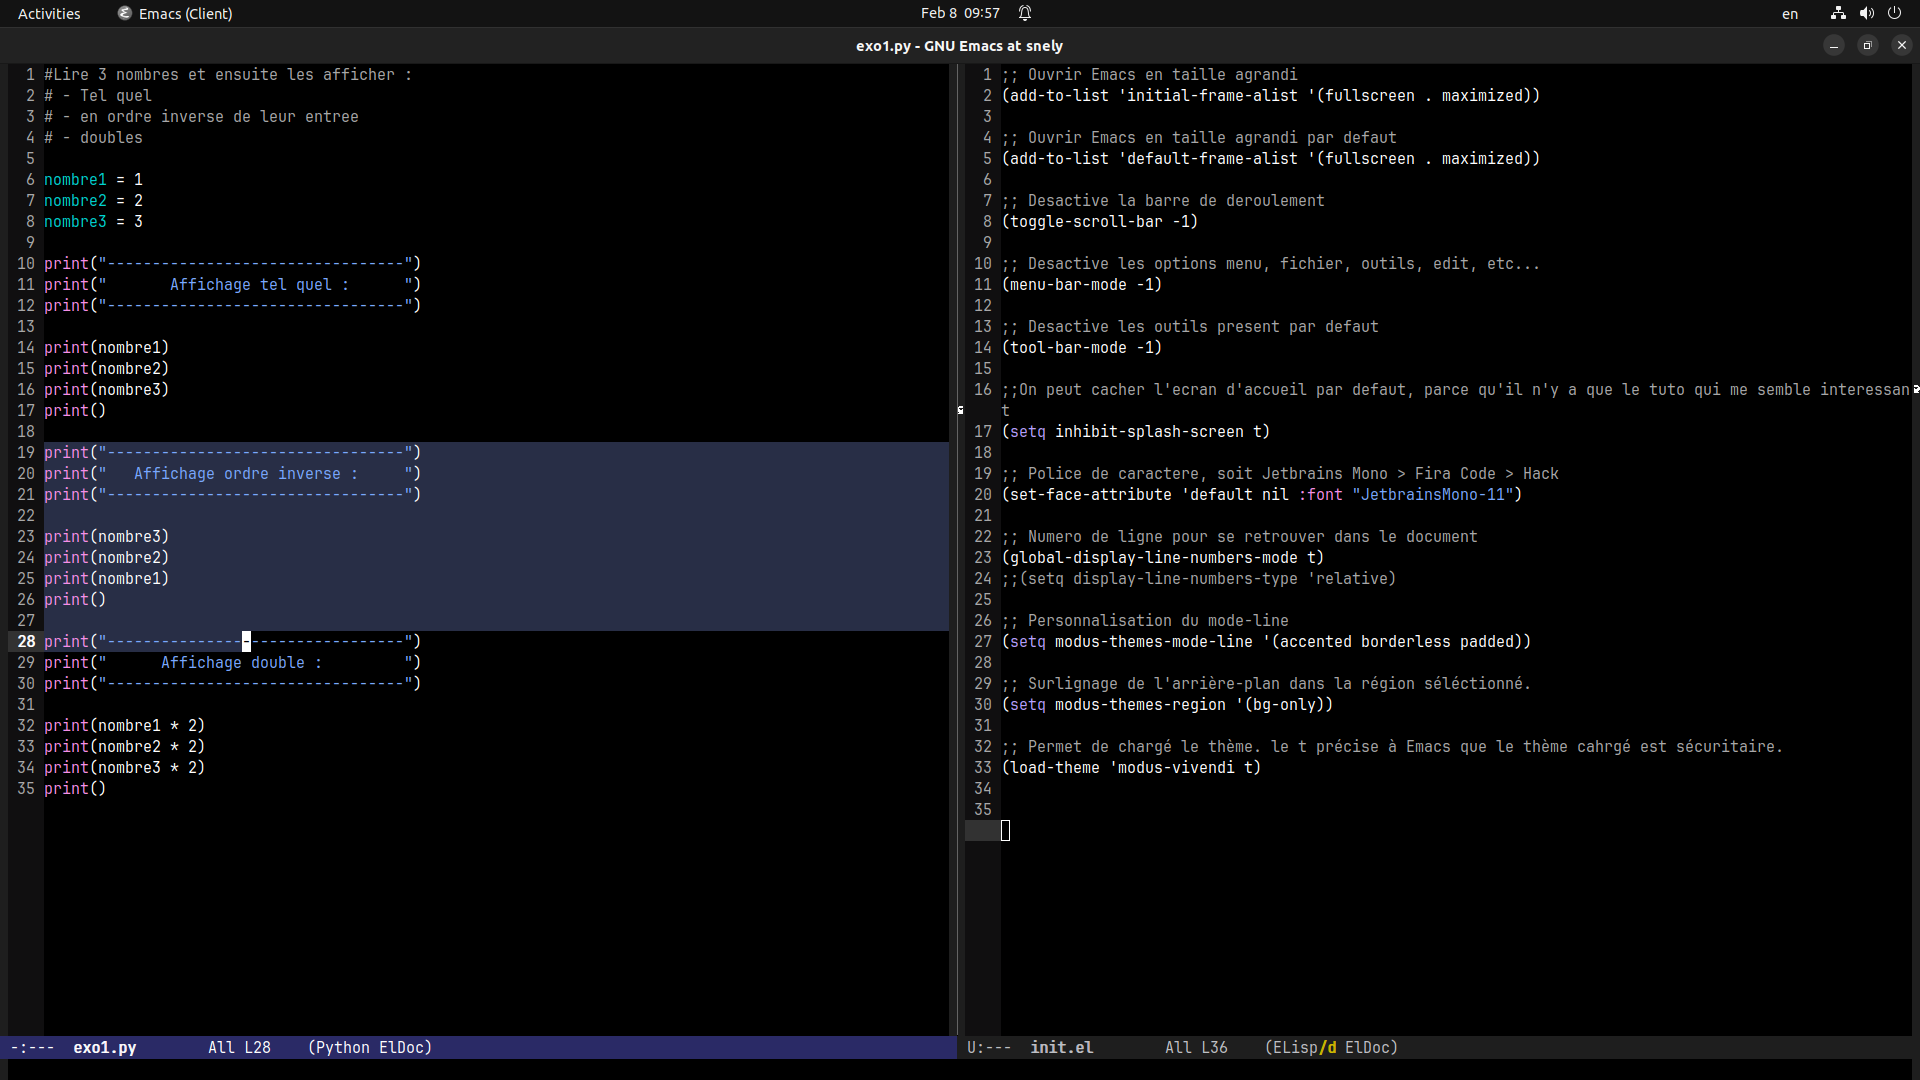 Activities Emacs (Client) Feb 8 09:57 en
exo1.py - GNU Emacs at snely
1 #Lire 3 nombres et ensuite les afficher :
2 # - Tel quel
3 # - en ordre inverse de leur entree
4 # - doubles
5
6 nombre1 = 1
7 nombre2 = 2
8 nombre3 = 3
9
10 print("---------------------------------")
11 print("       Affichage tel quel :      ")
12 print("---------------------------------")
13
14 print(nombre1)
15 print(nombre2)
16 print(nombre3)
17 print()
18
19 print("---------------------------------")
20 print("   Affichage ordre inverse :     ")
21 print("---------------------------------")
22
23 print(nombre3)
24 print(nombre2)
25 print(nombre1)
26 print()
27
28 print("---------------------------------")
29 print("      Affichage double :         ")
30 print("---------------------------------")
31
32 print(nombre1 * 2)
33 print(nombre2 * 2)
34 print(nombre3 * 2)
35 print()
-:--- exo1.py All L28 (Python ElDoc)
1 ;; Ouvrir Emacs en taille agrandi
2 (add-to-list 'initial-frame-alist '(fullscreen . maximized))
3
4 ;; Ouvrir Emacs en taille agrandi par defaut
5 (add-to-list 'default-frame-alist '(fullscreen . maximized))
6
7 ;; Desactive la barre de deroulement
8 (toggle-scroll-bar -1)
9
10 ;; Desactive les options menu, fichier, outils, edit, etc...
11 (menu-bar-mode -1)
12
13 ;; Desactive les outils present par defaut
14 (tool-bar-mode -1)
15
16 ;;On peut cacher l'ecran d'accueil par defaut, parce qu'il n'y a que le tuto qui me semble interessan
t
17 (setq inhibit-splash-screen t)
18
19 ;; Police de caractere, soit Jetbrains Mono > Fira Code > Hack
20 (set-face-attribute 'default nil :font "JetbrainsMono-11")
21
22 ;; Numero de ligne pour se retrouver dans le document
23 (global-display-line-numbers-mode t)
24 ;;(setq display-line-numbers-type 'relative)
25
26 ;; Personnalisation du mode-line
27 (setq modus-themes-mode-line '(accented borderless padded))
28
29 ;; Surlignage de l'arrière-plan dans la région séléctionné.
30 (setq modus-themes-region '(bg-only))
31
32 ;; Permet de chargé le thème. le t précise à Emacs que le thème cahrgé est sécuritaire.
33 (load-theme 'modus-vivendi t)
34
35
U:--- init.el All L36 (ELisp/d ElDoc)